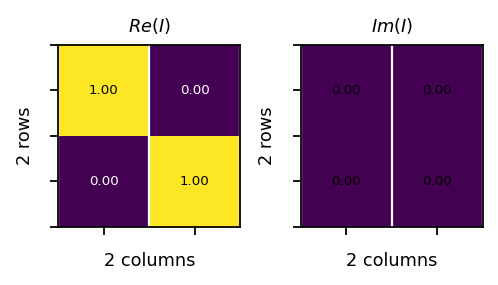 Re(I)
Im(I)
2 rows
1.00 0.00
0.00 1.00
2 columns
2 rows
0.00 0.00
0.00 0.00
2 columns